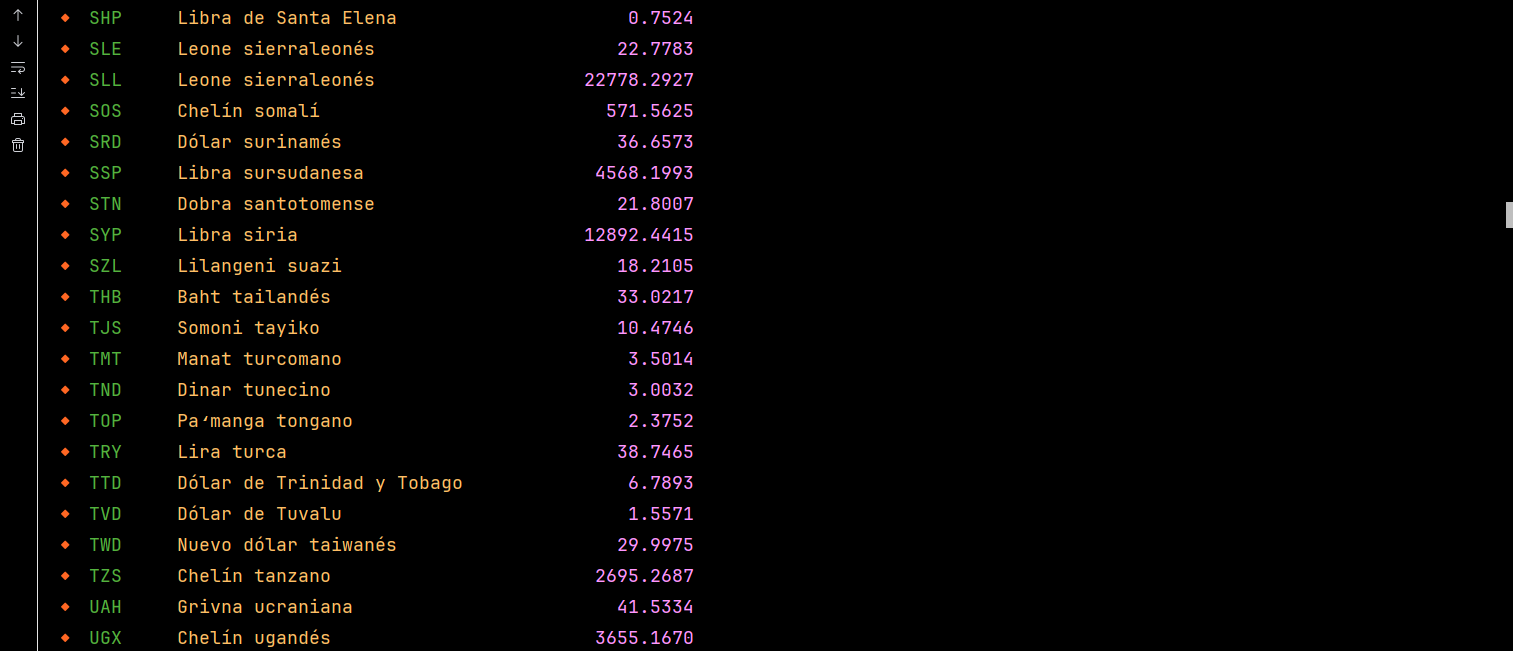 SHP Libra de Santa Elena 0.7524
SLE Leone sierraleonés 22.7783
SLL Leone sierraleonés 22778.2927
SOS Chelín somalí 571.5625
SRD Dólar surinamés 36.6573
SSP Libra sursudanesa 4568.1993
STN Dobra santotomense 21.8007
SYP Libra siria 12892.4415
SZL Lilangeni suazi 18.2105
THB Baht tailandés 33.0217
TJS Somoni tayiko 10.4746
TMT Manat turcomano 3.5014
TND Dinar tunecino 3.0032
TOP Paʻmanga tongano 2.3752
TRY Lira turca 38.7465
TTD Dólar de Trinidad y Tobago 6.7893
TVD Dólar de Tuvalu 1.5571
TWD Nuevo dólar taiwanés 29.9975
TZS Chelín tanzano 2695.2687
UAH Grivna ucraniana 41.5334
UGX Chelín ugandés 3655.1670